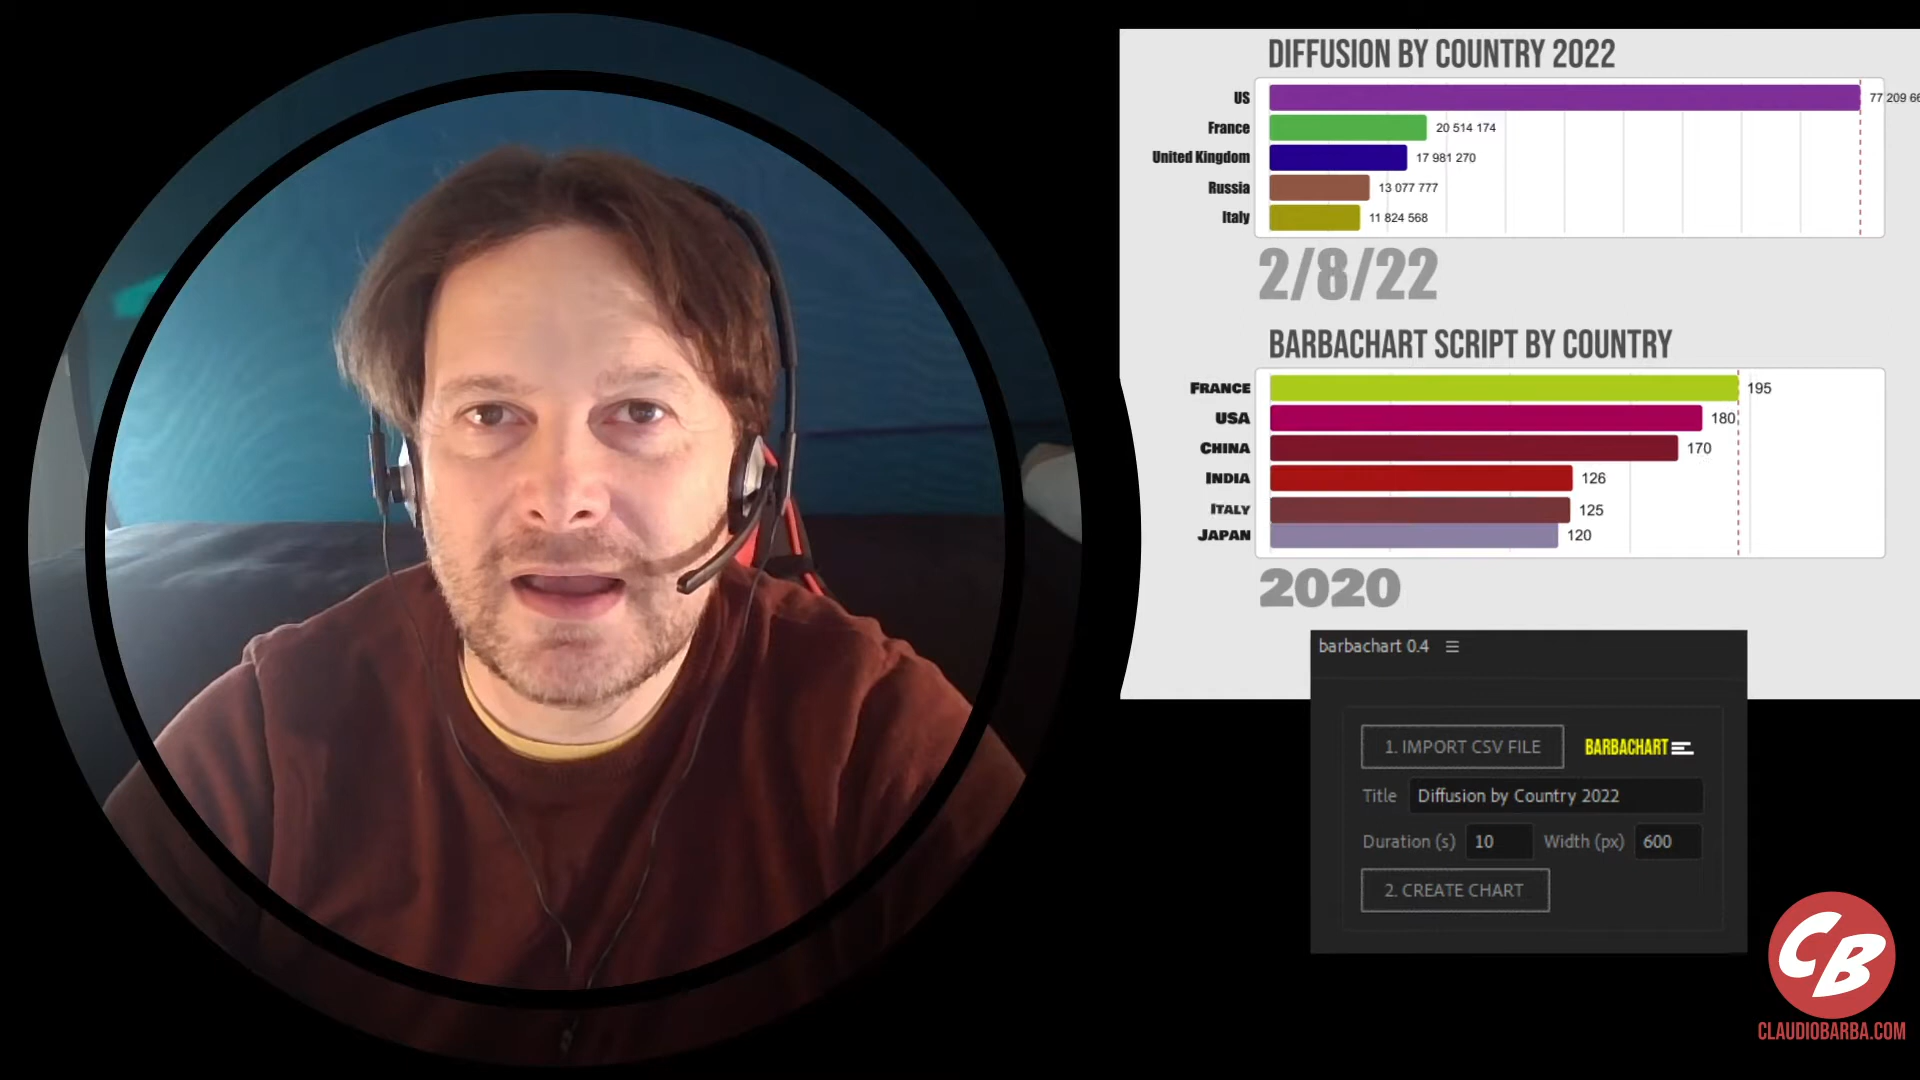 DIFFUSION BY COUNTRY 2022
US 77 209 66
France 20 514 174
United Kingdom 17 981 270
Russia 13 077 777
Italy 11 824 568
2/8/22
BARBACHART SCRIPT BY COUNTRY
FRANCE 195
USA 180
CHINA 170
INDIA 126
ITALY 125
JAPAN 120
2020
barbachart 0.4
1. IMPORT CSV FILE BARBACHART
Title Diffusion by Country 2022
Duration (s) 10 Width (px) 600
2. CREATE CHART
CB
CLAUDIOBARBA.COM